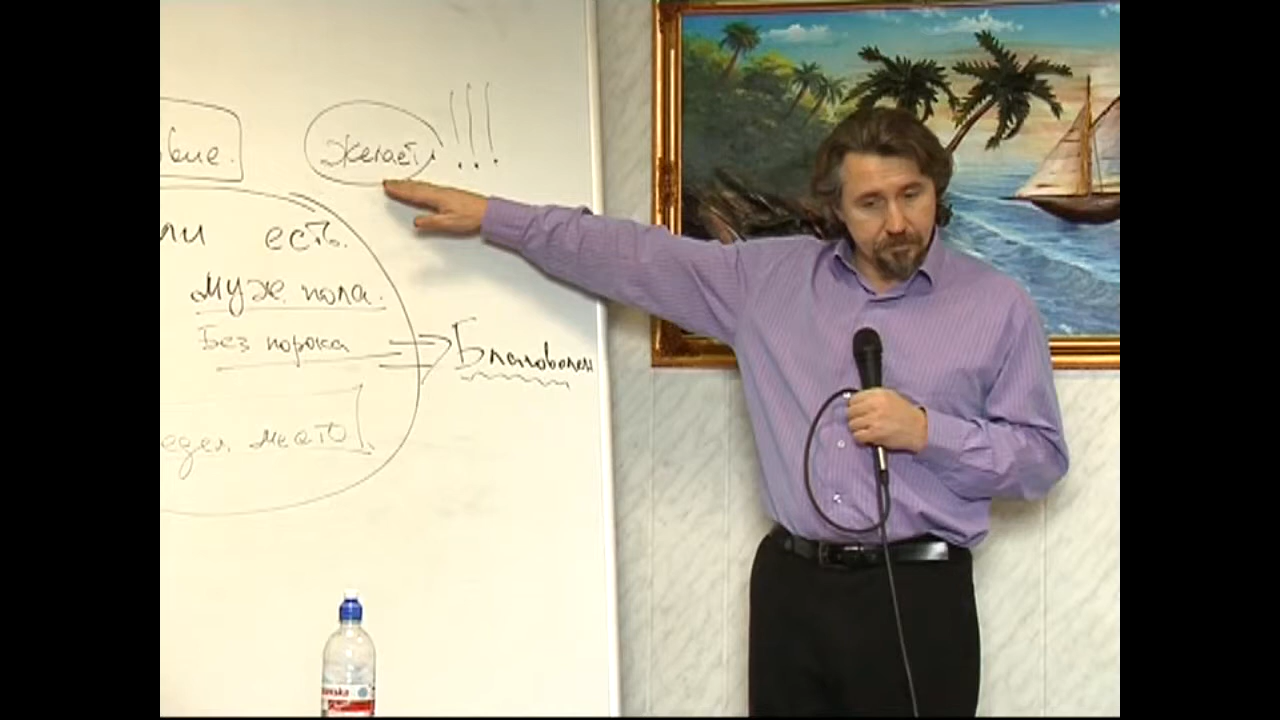 вие. желает !!!
ли есть.
муж. пола.
Без порока
Благоволен
едел. место